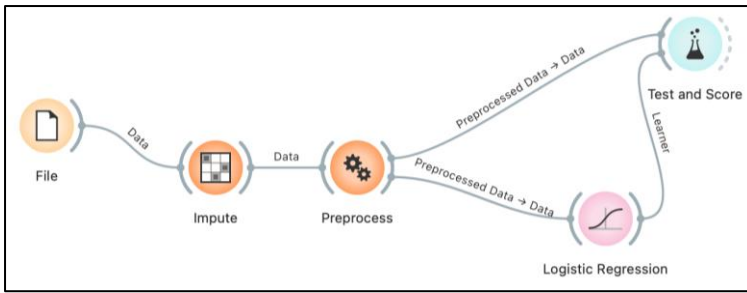 File
Data
Impute
Data
Preprocess
Preprocessed Data → Data
Preprocessed Data → Data
Logistic Regression
Learner
Test and Score